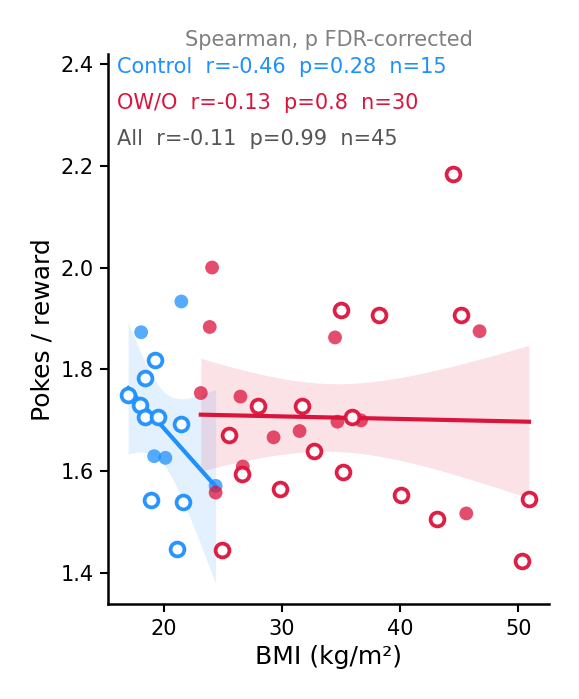 Spearman, p FDR-corrected
Control  r=-0.46  p=0.28  n=15
OW/O  r=-0.13  p=0.8  n=30
All  r=-0.11  p=0.99  n=45
Pokes / reward
2.4
2.2
2.0
1.8
1.6
1.4
20 30 40 50
BMI (kg/m²)